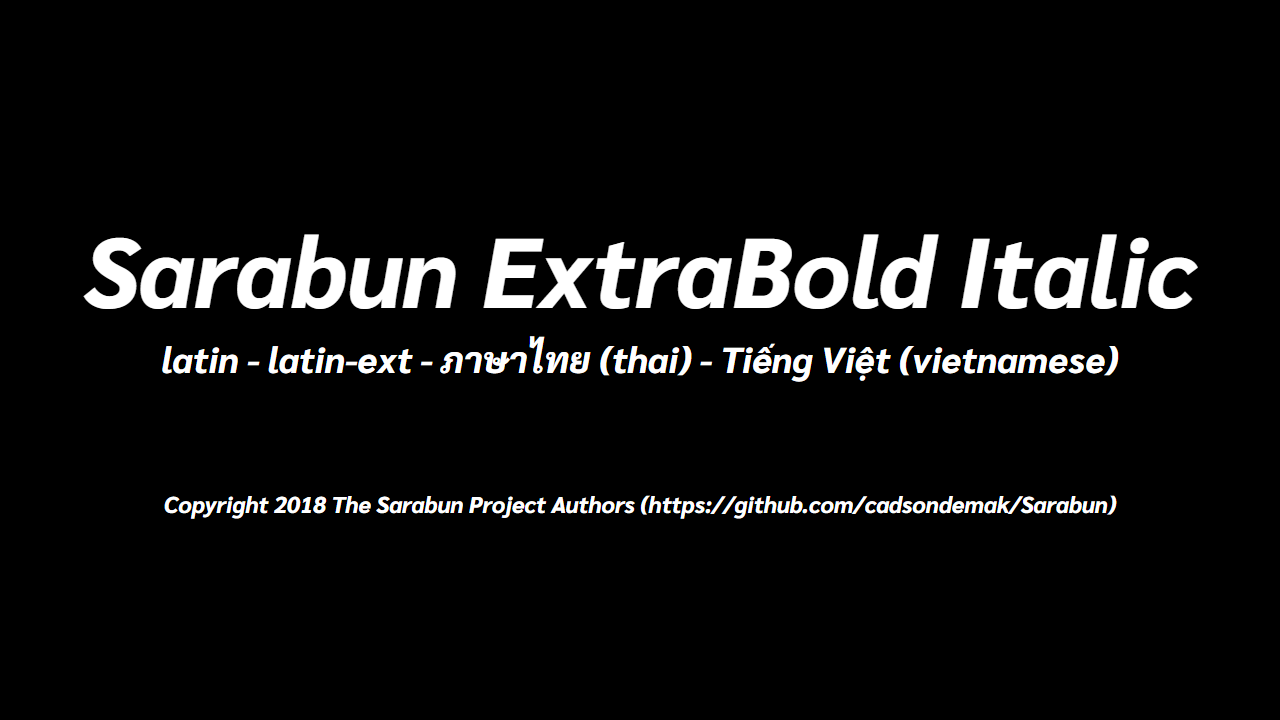 Sarabun ExtraBold Italic
latin - latin-ext - ภาษาไทย (thai) - Tiếng Việt (vietnamese)
Copyright 2018 The Sarabun Project Authors (https://github.com/cadsondemak/Sarabun)